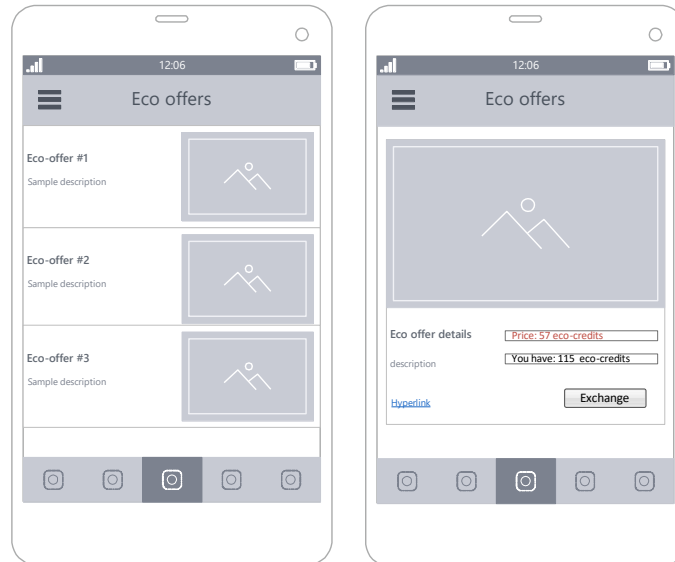 12:06
Eco offers
Eco-offer #1
Sample description
Eco-offer #2
Sample description
Eco-offer #3
Sample description
12:06
Eco offers
Eco offer details
Price: 57 eco-credits
description
You have: 115 eco-credits
Hyperlink
Exchange